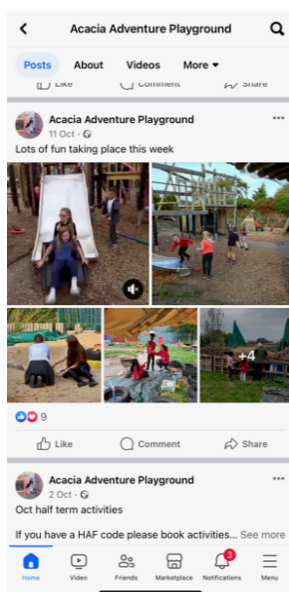 Acacia Adventure Playground
Posts About Videos More
Like Comment Share
Acacia Adventure Playground
11 Oct ·
Lots of fun taking place this week
+4
9
Like Comment Share
Acacia Adventure Playground
2 Oct ·
Oct half term activities
If you have a HAF code please book activities... See more
3
Home Video Friends Marketplace Notifications Menu